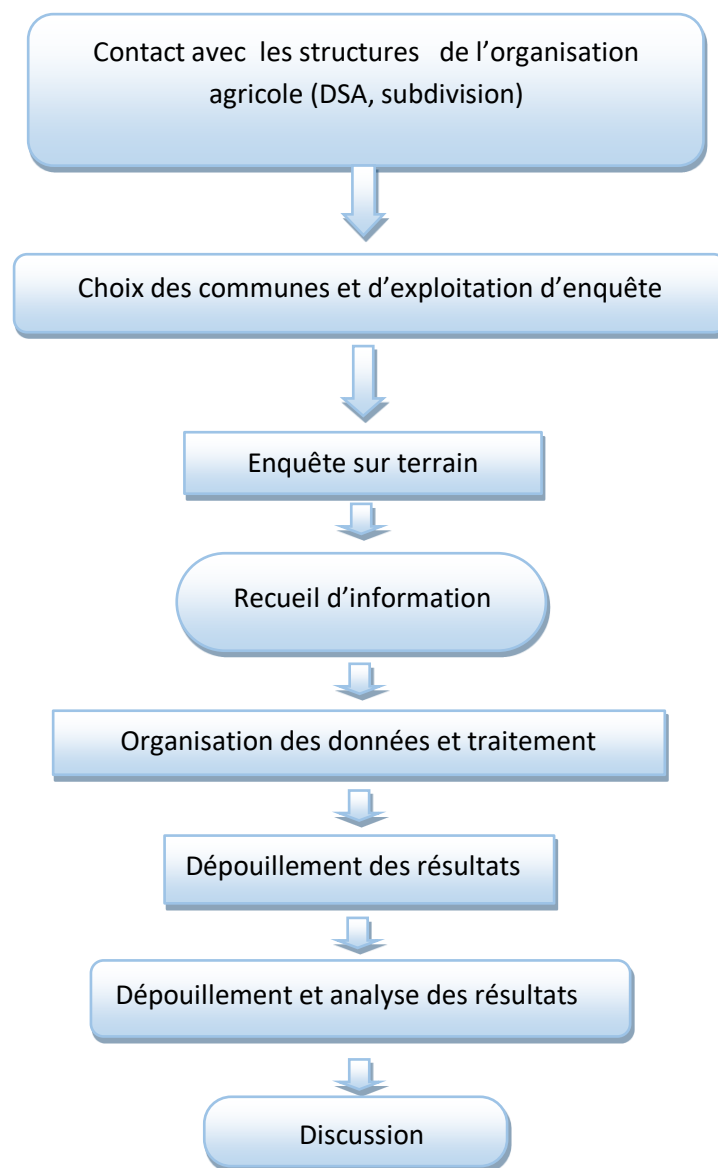 Contact avec les structures de l’organisation
agricole (DSA, subdivision)
Choix des communes et d’exploitation d’enquête
Enquête sur terrain
Recueil d’information
Organisation des données et traitement
Dépouillement des résultats
Dépouillement et analyse des résultats
Discussion